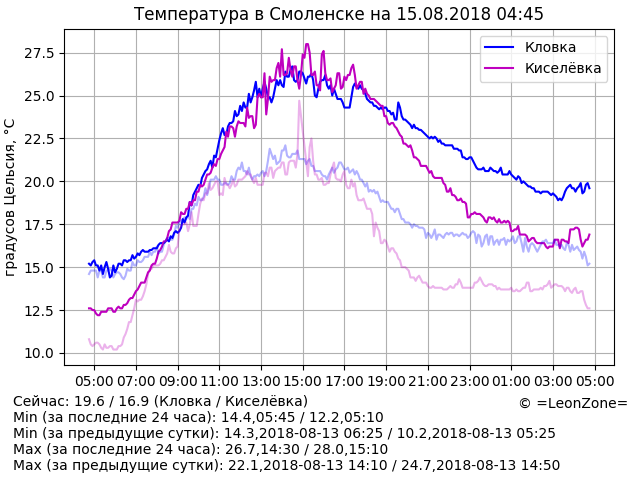 Температура в Смоленске на 15.08.2018 04:45
Кловка
Киселёвка
градусов Цельсия, °C
27.5
25.0
22.5
20.0
17.5
15.0
12.5
10.0
05:00 07:00 09:00 11:00 13:00 15:00 17:00 19:00 21:00 23:00 01:00 03:00 05:00
Сейчас: 19.6 / 16.9 (Кловка / Киселёвка)
© =LeonZone=
Min (за последние 24 часа): 14.4,05:45 / 12.2,05:10
Min (за предыдущие сутки): 14.3,2018-08-13 06:25 / 10.2,2018-08-13 05:25
Max (за последние 24 часа): 26.7,14:30 / 28.0,15:10
Max (за предыдущие сутки): 22.1,2018-08-13 14:10 / 24.7,2018-08-13 14:50